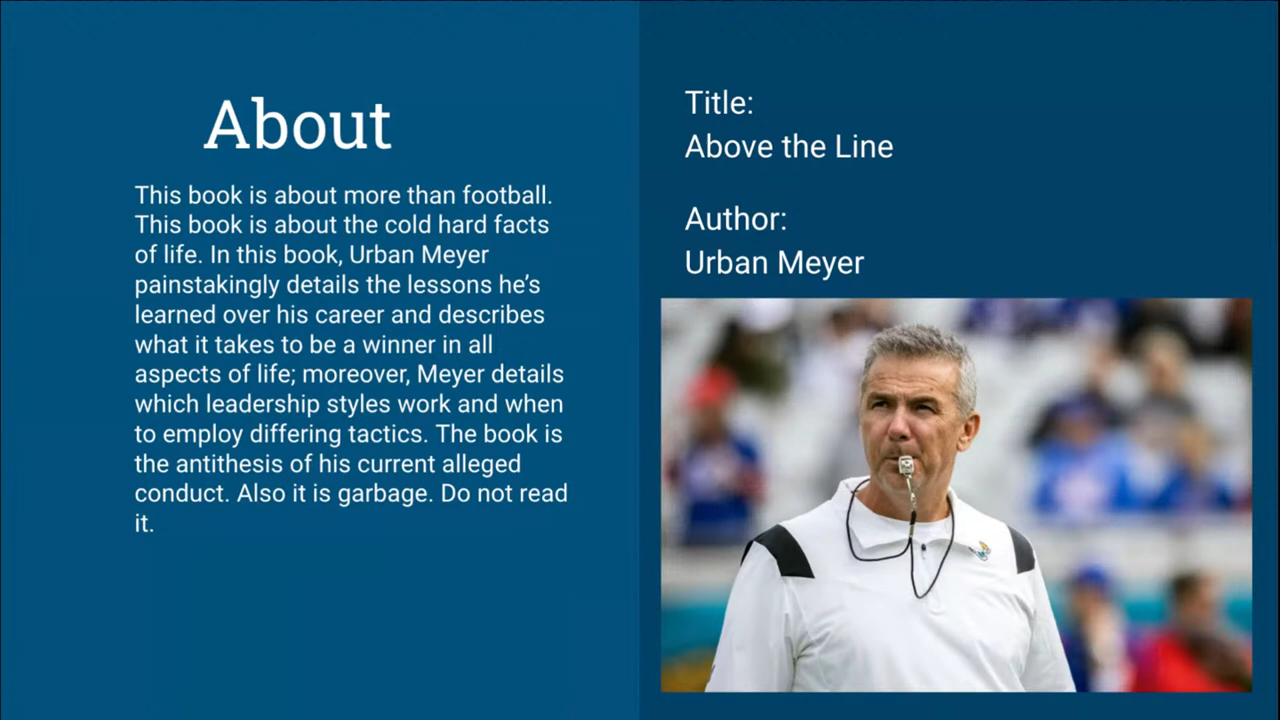 About
This book is about more than football.
This book is about the cold hard facts
of life. In this book, Urban Meyer
painstakingly details the lessons he’s
learned over his career and describes
what it takes to be a winner in all
aspects of life; moreover, Meyer details
which leadership styles work and when
to employ differing tactics. The book is
the antithesis of his current alleged
conduct. Also it is garbage. Do not read
it.
Title:
Above the Line
Author:
Urban Meyer